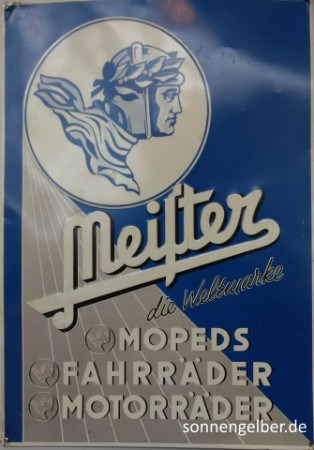 Meiſter
die Weltmarke
MOPEDS
FAHRRÄDER
MOTORRÄDER
sonnengelber.de